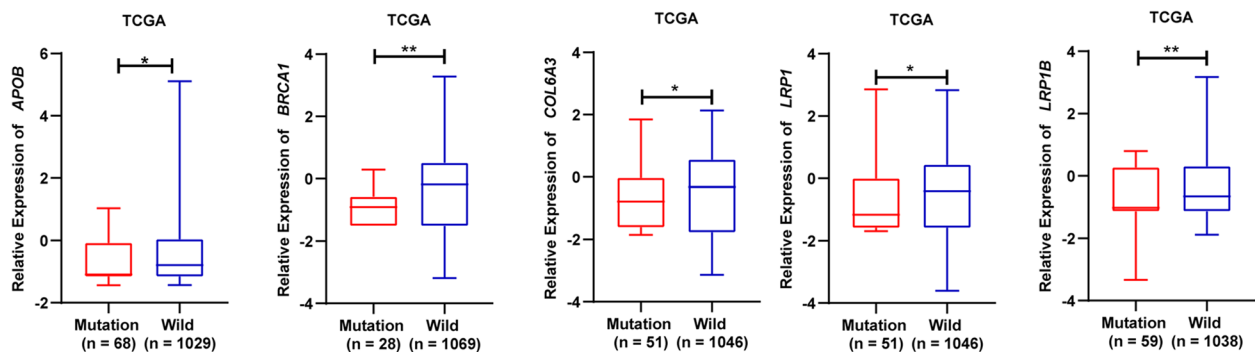 TCGA
*
Relative Expression of APOB
6
4
2
0
-2
Mutation Wild
(n = 68) (n = 1029)
TCGA
**
Relative Expression of BRCA1
4
2
0
-2
-4
Mutation Wild
(n = 28) (n = 1069)
TCGA
*
Relative Expression of COL6A3
4
2
0
-2
-4
Mutation Wild
(n = 51) (n = 1046)
TCGA
*
Relative Expression of LRP1
4
2
0
-2
-4
Mutation Wild
(n = 51) (n = 1046)
TCGA
**
Relative Expression of LRP1B
4
2
0
-2
-4
Mutation Wild
(n = 59) (n = 1038)